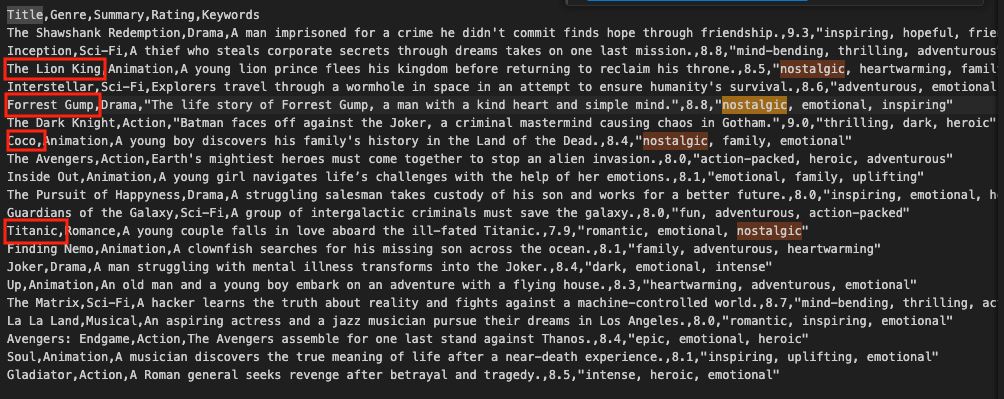 Title,Genre,Summary,Rating,Keywords
The Shawshank Redemption,Drama,A man imprisoned for a crime he didn't commit finds hope through friendship.,9.3,"inspiring, hopeful, frie
Inception,Sci-Fi,A thief who steals corporate secrets through dreams takes on one last mission.,8.8,"mind-bending, thrilling, adventurous
The Lion King,Animation,A young lion prince flees his kingdom before returning to reclaim his throne.,8.5,"nostalgic, heartwarming, famil
Interstellar,Sci-Fi,Explorers travel through a wormhole in space in an attempt to ensure humanity's survival.,8.6,"adventurous, emotional
Forrest Gump,Drama,"The life story of Forrest Gump, a man with a kind heart and simple mind.",8.8,"nostalgic, emotional, inspiring"
The Dark Knight,Action,"Batman faces off against the Joker, a criminal mastermind causing chaos in Gotham.",9.0,"thrilling, dark, heroic"
Coco,Animation,A young boy discovers his family's history in the Land of the Dead.,8.4,"nostalgic, family, emotional"
The Avengers,Action,Earth's mightiest heroes must come together to stop an alien invasion.,8.0,"action-packed, heroic, adventurous"
Inside Out,Animation,A young girl navigates life’s challenges with the help of her emotions.,8.1,"emotional, family, uplifting"
The Pursuit of Happyness,Drama,A struggling salesman takes custody of his son and works for a better future.,8.0,"inspiring, emotional, h
Guardians of the Galaxy,Sci-Fi,A group of intergalactic criminals must save the galaxy.,8.0,"fun, adventurous, action-packed"
Titanic,Romance,A young couple falls in love aboard the ill-fated Titanic.,7.9,"romantic, emotional, nostalgic"
Finding Nemo,Animation,A clownfish searches for his missing son across the ocean.,8.1,"family, adventurous, heartwarming"
Joker,Drama,A man struggling with mental illness transforms into the Joker.,8.4,"dark, emotional, intense"
Up,Animation,An old man and a young boy embark on an adventure with a flying house.,8.3,"heartwarming, adventurous, emotional"
The Matrix,Sci-Fi,A hacker learns the truth about reality and fights against a machine-controlled world.,8.7,"mind-bending, thrilling, ac
La La Land,Musical,An aspiring actress and a jazz musician pursue their dreams in Los Angeles.,8.0,"romantic, inspiring, emotional"
Avengers: Endgame,Action,The Avengers assemble for one last stand against Thanos.,8.4,"epic, emotional, heroic"
Soul,Animation,A musician discovers the true meaning of life after a near-death experience.,8.1,"inspiring, uplifting, emotional"
Gladiator,Action,A Roman general seeks revenge after betrayal and tragedy.,8.5,"intense, heroic, emotional"